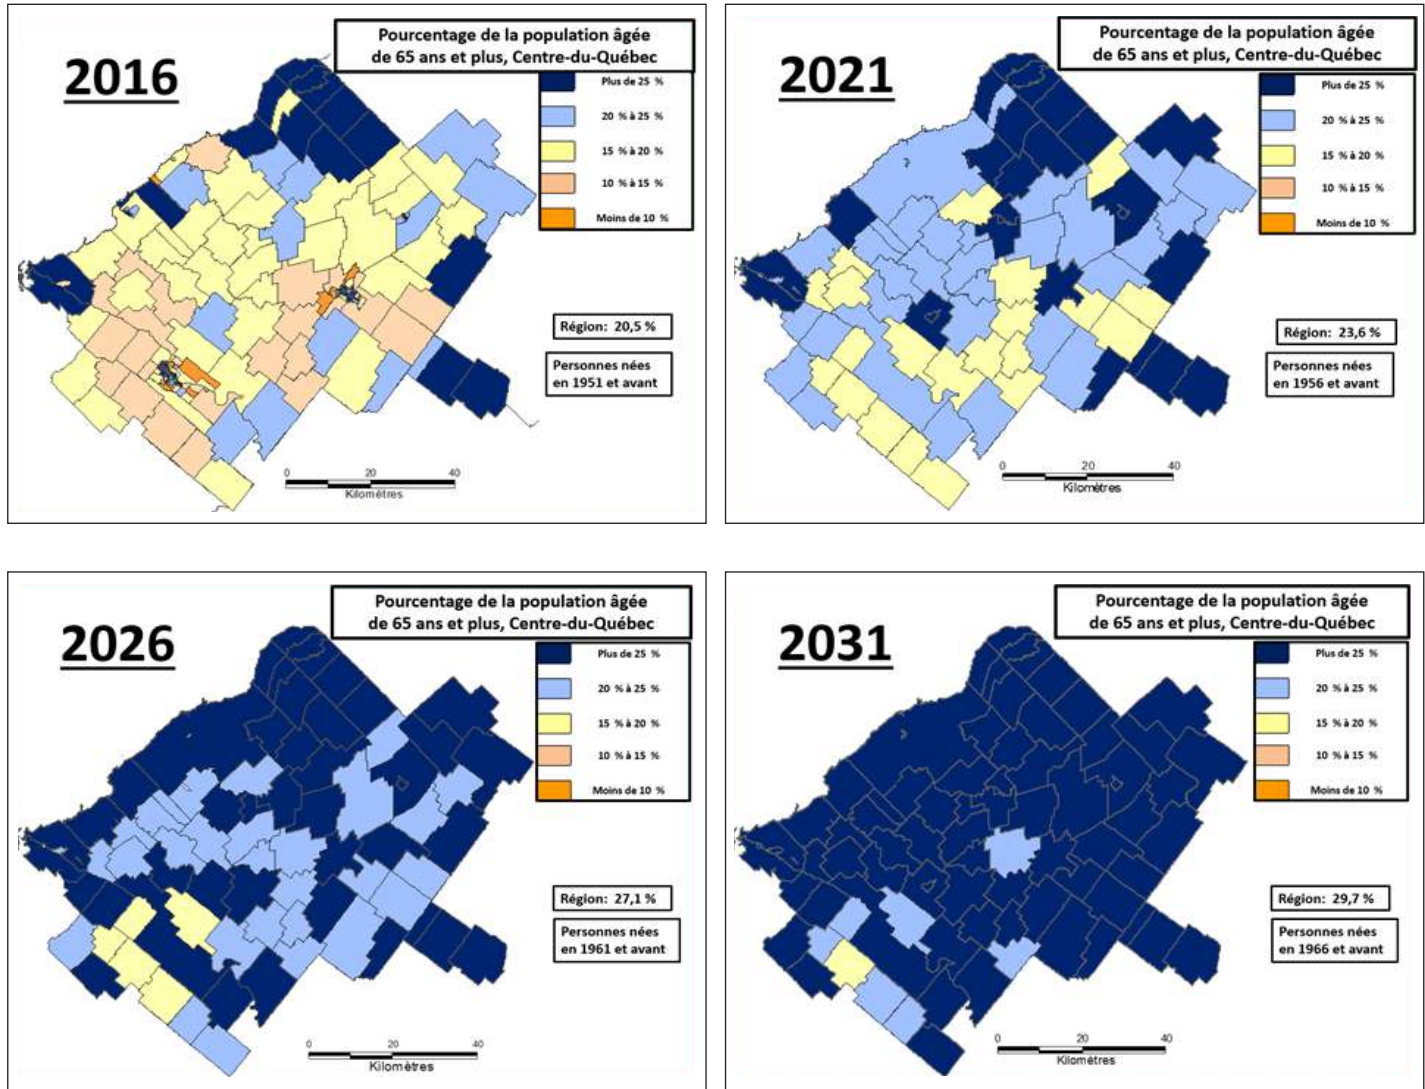 2016
Pourcentage de la population âgée
de 65 ans et plus, Centre-du-Québec
Plus de 25 %
20 % à 25 %
15 % à 20 %
10 % à 15 %
Moins de 10 %
Région: 20,5 %
Personnes nées
en 1951 et avant
0 20 40
Kilomètres
2021
Pourcentage de la population âgée
de 65 ans et plus, Centre-du-Québec
Plus de 25 %
20 % à 25 %
15 % à 20 %
10 % à 15 %
Moins de 10 %
Région: 23,6 %
Personnes nées
en 1956 et avant
0 20 40
Kilomètres
2026
Pourcentage de la population âgée
de 65 ans et plus, Centre-du-Québec
Plus de 25 %
20 % à 25 %
15 % à 20 %
10 % à 15 %
Moins de 10 %
Région: 27,1 %
Personnes nées
en 1961 et avant
0 20 40
Kilomètres
2031
Pourcentage de la population âgée
de 65 ans et plus, Centre-du-Québec
Plus de 25 %
20 % à 25 %
15 % à 20 %
10 % à 15 %
Moins de 10 %
Région: 29,7 %
Personnes nées
en 1966 et avant
0 20 40
Kilomètres